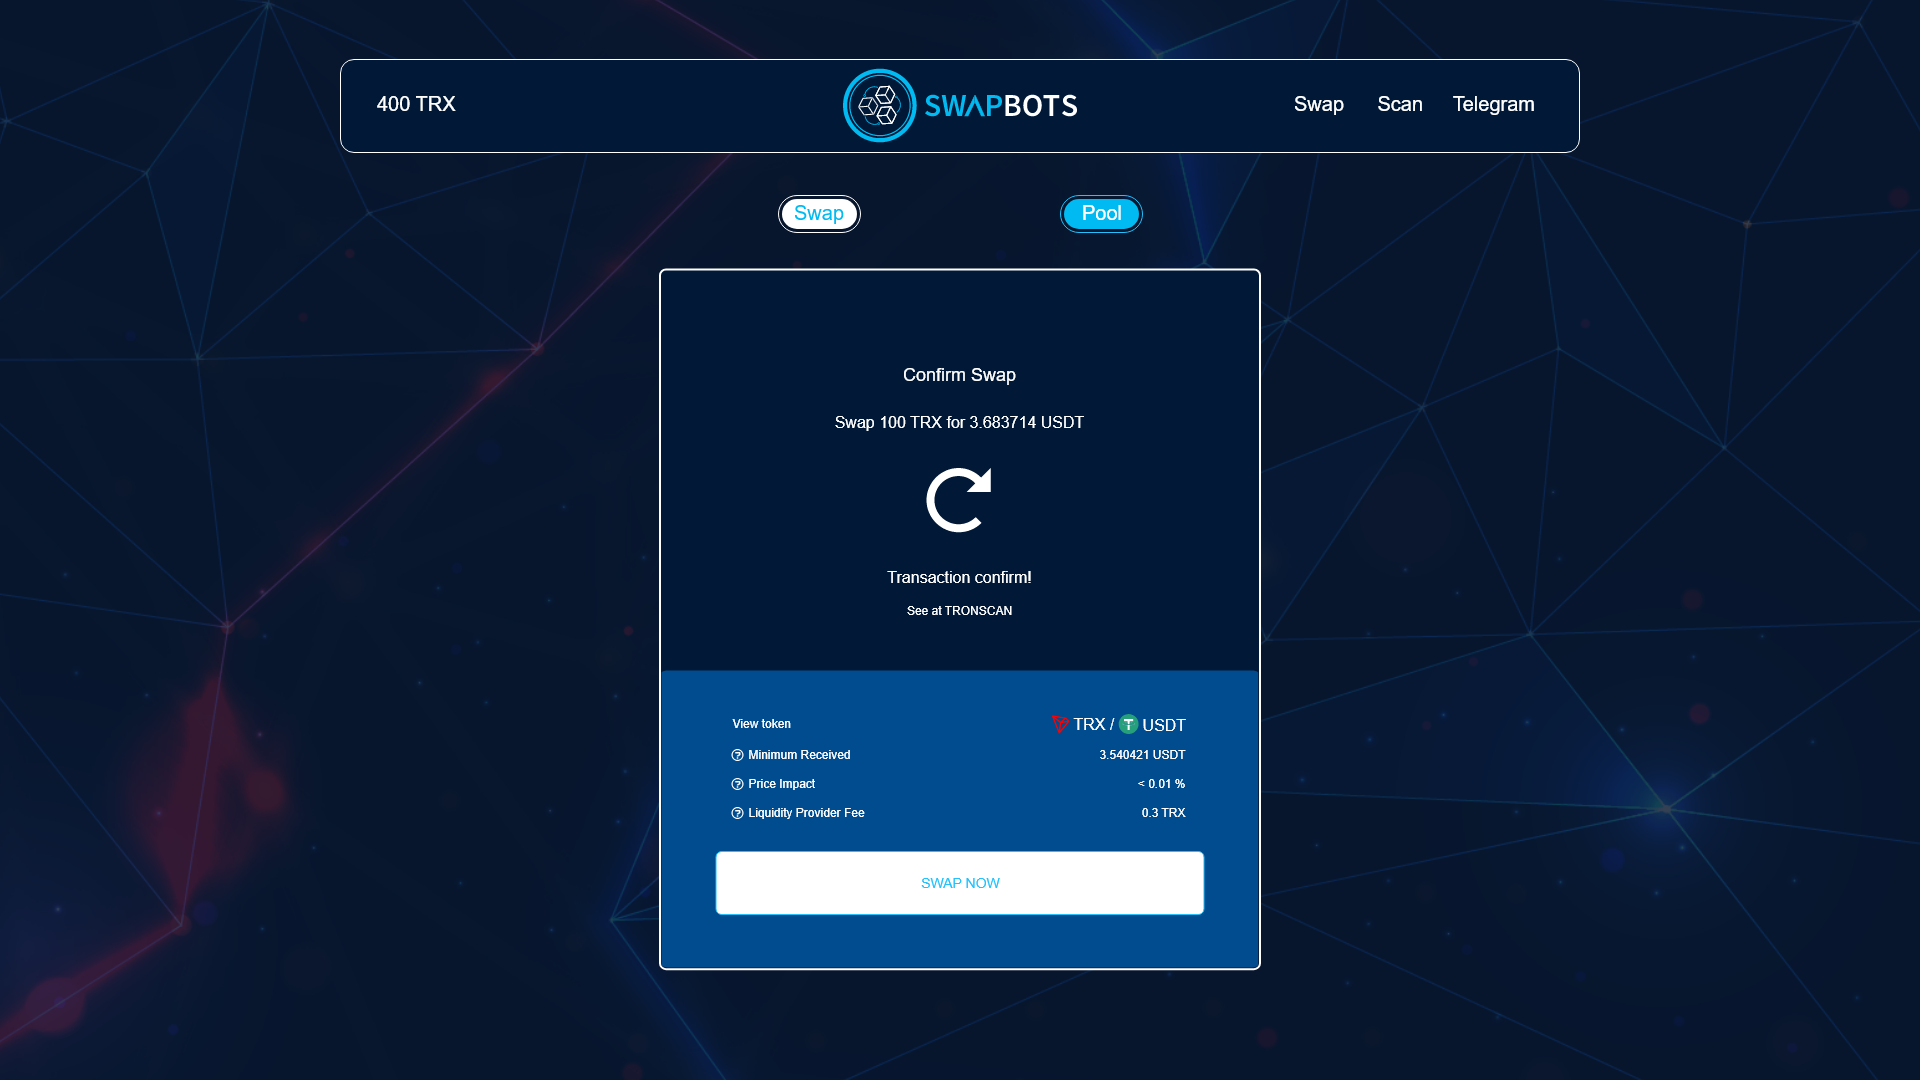 400 TRX
SWAPBOTS
Swap Scan Telegram
Swap
Pool
Confirm Swap
Swap 100 TRX for 3.683714 USDT
Transaction confirm!
See at TRONSCAN
View token TRX / USDT
Minimum Received 3.540421 USDT
Price Impact < 0.01 %
Liquidity Provider Fee 0.3 TRX
SWAP NOW